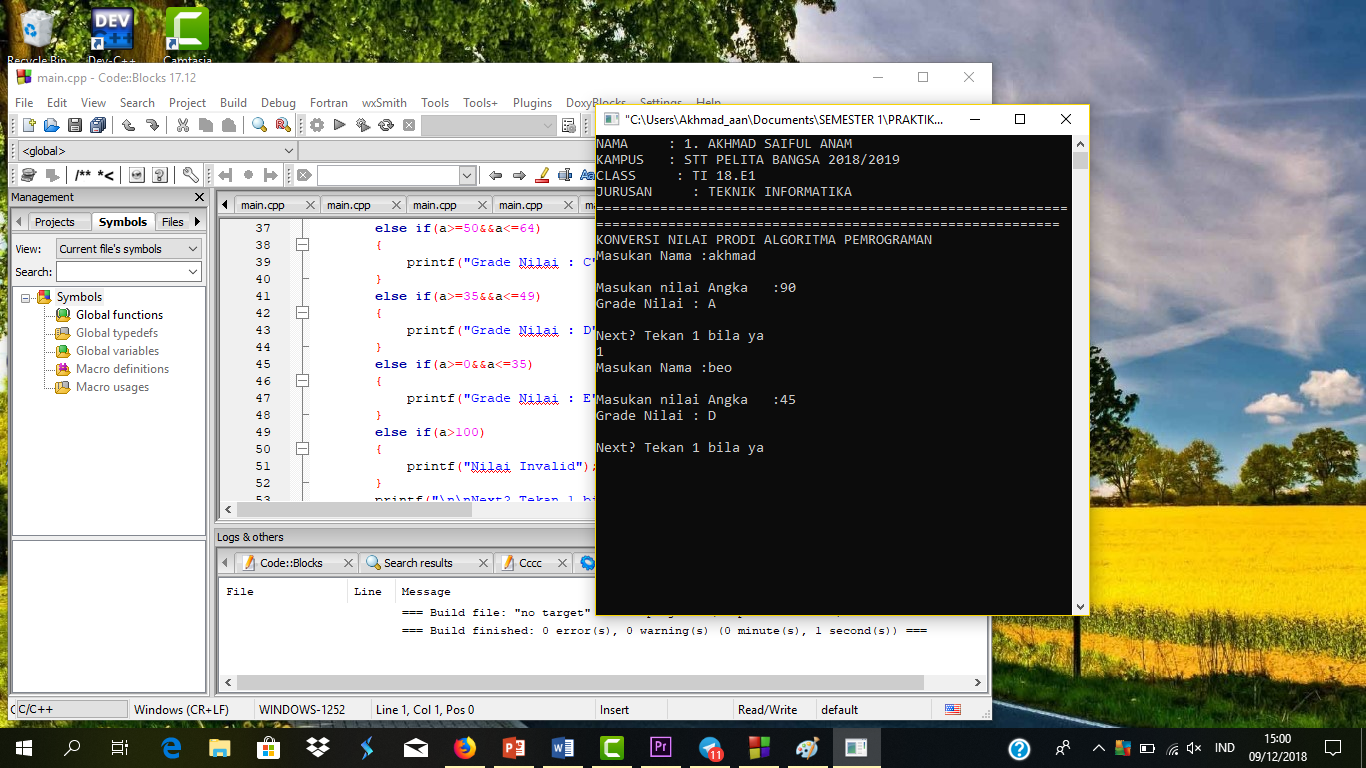 Recycle Bin
Dev-C++
Camtasia
DEV
main.cpp - Code::Blocks 17.12
File Edit View Search Project Build Debug Fortran wxSmith Tools Tools+ Plugins DoxyBlocks Settings Help
<global>
/** *<
Management
Projects Symbols Files
View: Current file's symbols
Search:
Symbols
Global functions
Global typedefs
Global variables
Macro definitions
Macro usages
main.cpp main.cpp main.cpp main.cpp
37 else if(a>=50&&a<=64)
38 {
39 printf("Grade Nilai : C"
40 }
41 else if(a>=35&&a<=49)
42 {
43 printf("Grade Nilai : D"
44 }
45 else if(a>=0&&a<=35)
46 {
47 printf("Grade Nilai : E"
48 }
49 else if(a>100)
50 {
51 printf("Nilai Invalid");
52 }
53 printf("\n\nNext? Tekan 1 bi
Logs & others
Code::Blocks Search results Cccc
File Line Message
=== Build file: "no target"
=== Build finished: 0 error(s), 0 warning(s) (0 minute(s), 1 second(s)) ===
C/C++ Windows (CR+LF) WINDOWS-1252 Line 1, Col 1, Pos 0 Insert Read/Write default
"C:\Users\Akhmad_aan\Documents\SEMESTER 1\PRAKTIK...
NAMA : 1. AKHMAD SAIFUL ANAM
KAMPUS : STT PELITA BANGSA 2018/2019
CLASS : TI 18.E1
JURUSAN : TEKNIK INFORMATIKA
===========================================================
==========================================================
KONVERSI NILAI PRODI ALGORITMA PEMROGRAMAN
Masukan Nama :akhmad
Masukan nilai Angka :90
Grade Nilai : A
Next? Tekan 1 bila ya
1
Masukan Nama :beo
Masukan nilai Angka :45
Grade Nilai : D
Next? Tekan 1 bila ya
11
IND
15:00
09/12/2018